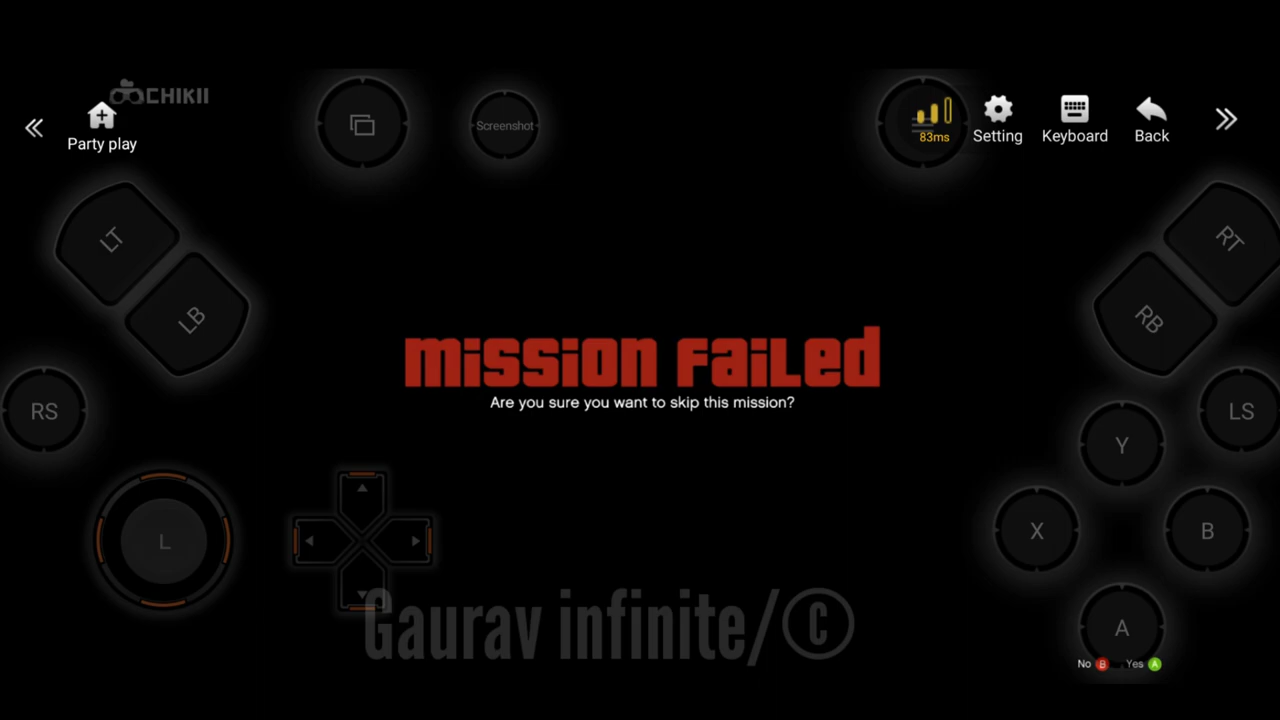 CHIKII
Party play
Screenshot
83ms
Setting
Keyboard
Back
LT
RT
LB
RB
mission failed
Are you sure you want to skip this mission?
RS
LS
Y
X
B
L
A
Gaurav infinite/©
No B Yes A